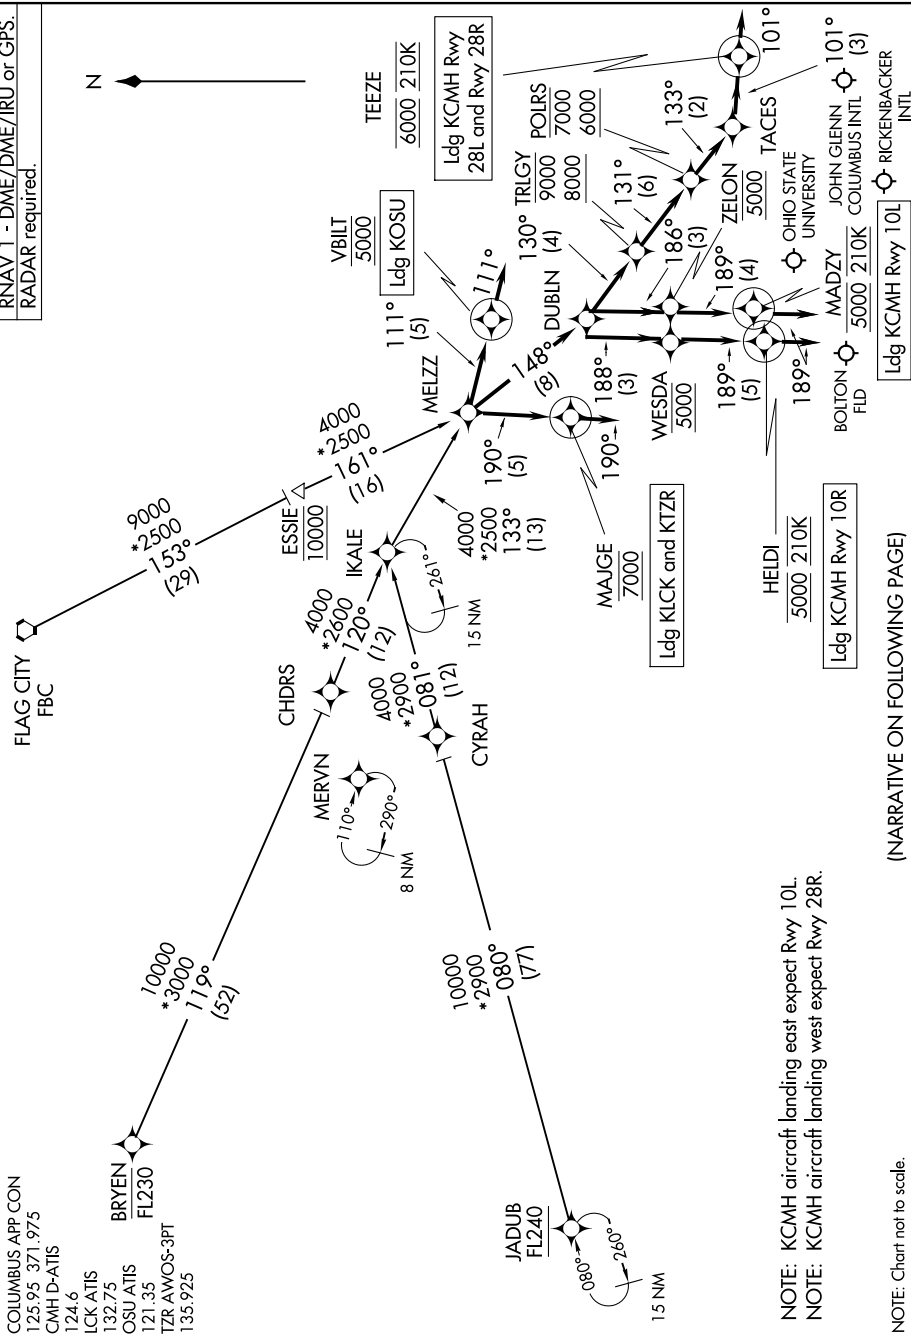 RNAV 1 - DME/DME/IRU or GPS.
RADAR required.
COLUMBUS APP CON
125.95 371.975
CMH D-ATIS
124.6
LCK ATIS
132.75
OSU ATIS
121.35
TZR AWOS-3PT
135.925
N
FLAG CITY
FBC
9000
*2500
153°
(29)
ESSIE
10000
4000
*2500
161°
(16)
BRYEN
FL230
10000
*3000
119°
(52)
CHDRS
4000
*2600
120°
(12)
IKALE
261°
15 NM
4000
*2500
133°
(13)
MERVN
110°
290°
8 NM
JADUB
FL240
080°
260°
15 NM
10000
*2900
080°
(77)
CYRAH
4000
*2900
081°
(12)
MELZZ
111°
(5)
VBILT
5000
Ldg KOSU
111°
190°
(5)
190°
MAJGE
7000
Ldg KLCK and KTZR
148°
(8)
DUBLN
130°
(4)
TRLGY
9000
8000
131°
(6)
POLRS
7000
6000
133°
(2)
TACES
101°
(3)
TEEZE
6000 210K
Ldg KCMH Rwy
28L and Rwy 28R
101°
186°
(3)
ZELON
5000
189°
(4)
MADZY
5000 210K
Ldg KCMH Rwy 10L
188°
(3)
WESDA
5000
189°
(5)
189°
HELDI
5000 210K
Ldg KCMH Rwy 10R
OHIO STATE
UNIVERSITY
JOHN GLENN
COLUMBUS INTL
RICKENBACKER
INTL
BOLTON
FLD
NOTE: KCMH aircraft landing east expect Rwy 10L.
NOTE: KCMH aircraft landing west expect Rwy 28R.
(NARRATIVE ON FOLLOWING PAGE)
NOTE: Chart not to scale.